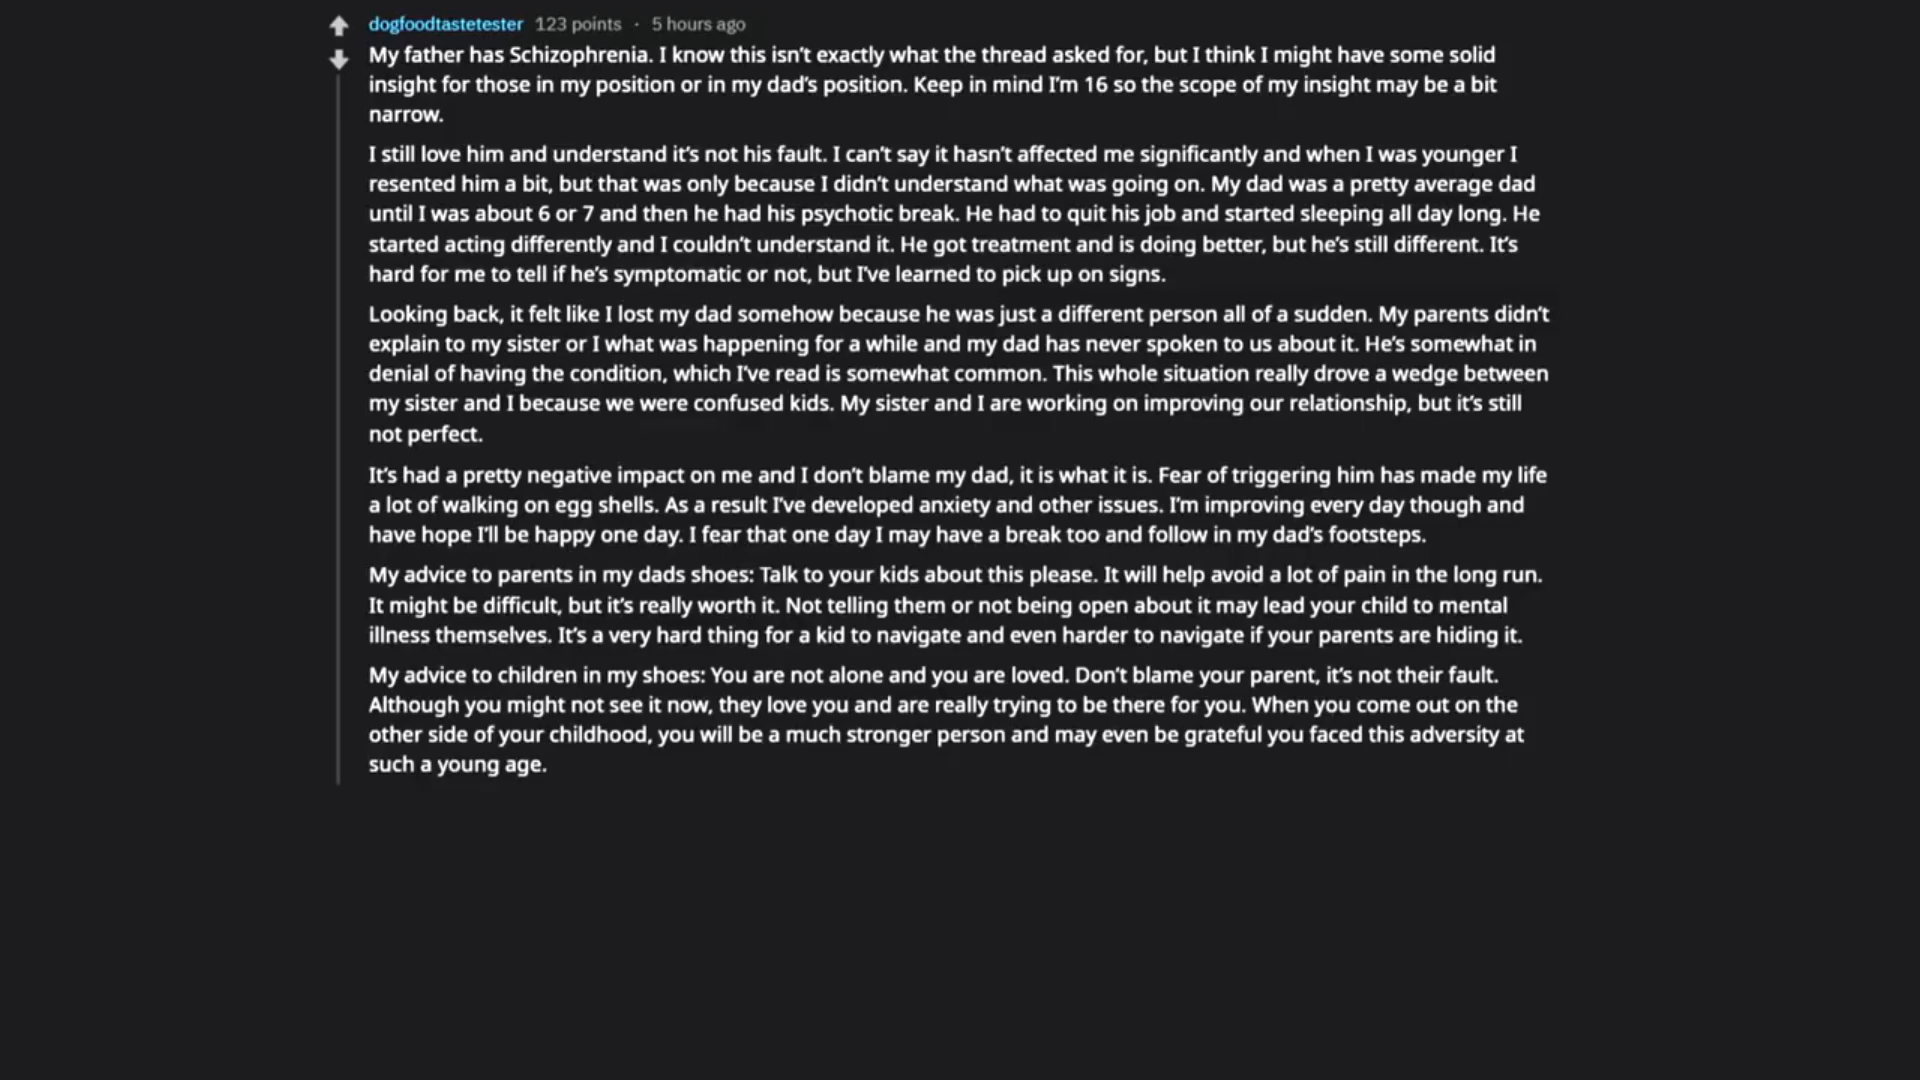 dogfoodtastetester 123 points · 5 hours ago
My father has Schizophrenia. I know this isn't exactly what the thread asked for, but I think I might have some solid
insight for those in my position or in my dad's position. Keep in mind I'm 16 so the scope of my insight may be a bit
narrow.
I still love him and understand it's not his fault. I can't say it hasn't affected me significantly and when I was younger I
resented him a bit, but that was only because I didn't understand what was going on. My dad was a pretty average dad
until I was about 6 or 7 and then he had his psychotic break. He had to quit his job and started sleeping all day long. He
started acting differently and I couldn't understand it. He got treatment and is doing better, but he's still different. It's
hard for me to tell if he's symptomatic or not, but I've learned to pick up on signs.
Looking back, it felt like I lost my dad somehow because he was just a different person all of a sudden. My parents didn't
explain to my sister or I what was happening for a while and my dad has never spoken to us about it. He's somewhat in
denial of having the condition, which I've read is somewhat common. This whole situation really drove a wedge between
my sister and I because we were confused kids. My sister and I are working on improving our relationship, but it's still
not perfect.
It's had a pretty negative impact on me and I don't blame my dad, it is what it is. Fear of triggering him has made my life
a lot of walking on egg shells. As a result I've developed anxiety and other issues. I'm improving every day though and
have hope I'll be happy one day. I fear that one day I may have a break too and follow in my dad's footsteps.
My advice to parents in my dads shoes: Talk to your kids about this please. It will help avoid a lot of pain in the long run.
It might be difficult, but it's really worth it. Not telling them or not being open about it may lead your child to mental
illness themselves. It's a very hard thing for a kid to navigate and even harder to navigate if your parents are hiding it.
My advice to children in my shoes: You are not alone and you are loved. Don't blame your parent, it's not their fault.
Although you might not see it now, they love you and are really trying to be there for you. When you come out on the
other side of your childhood, you will be a much stronger person and may even be grateful you faced this adversity at
such a young age.